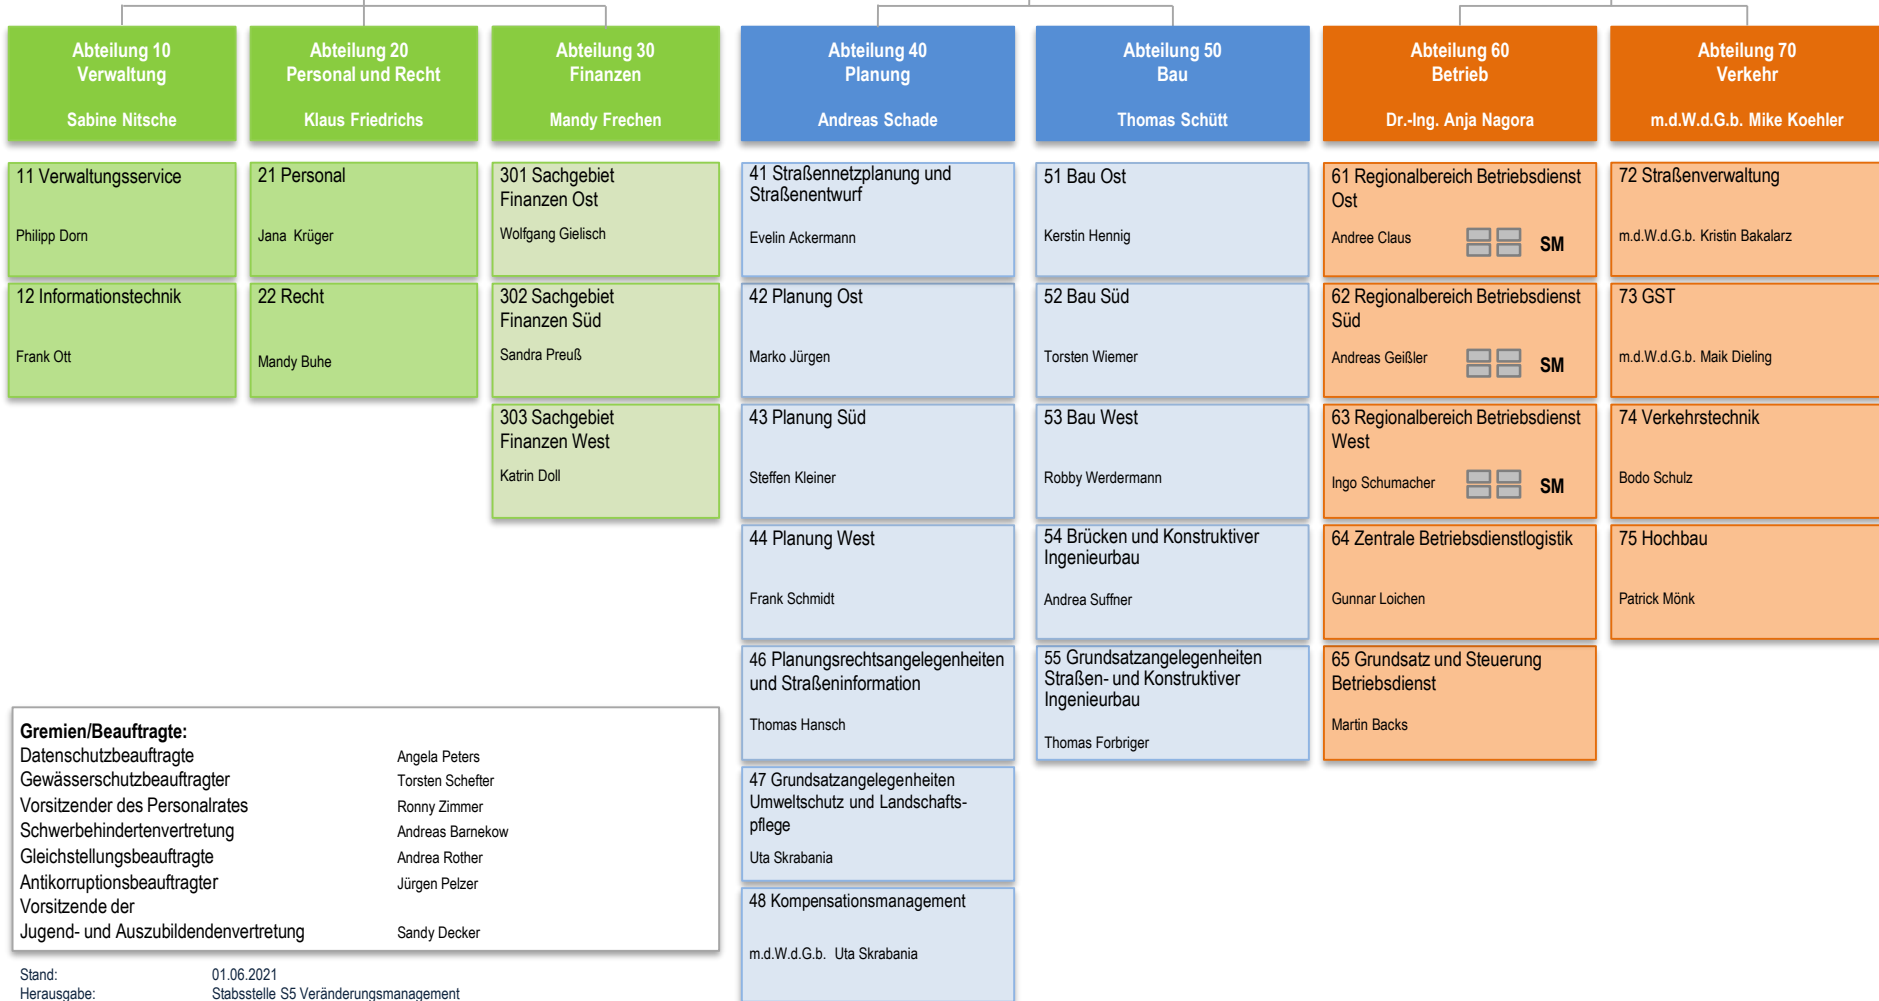 Abteilung 10
Verwaltung
Sabine Nitsche
11 Verwaltungsservice
Philipp Dorn
12 Informationstechnik
Frank Ott
Abteilung 20
Personal und Recht
Klaus Friedrichs
21 Personal
Jana Krüger
22 Recht
Mandy Buhe
Abteilung 30
Finanzen
Mandy Frechen
301 Sachgebiet
Finanzen Ost
Wolfgang Gielisch
302 Sachgebiet
Finanzen Süd
Sandra Preuß
303 Sachgebiet
Finanzen West
Katrin Doll
Abteilung 40
Planung
Andreas Schade
41 Straßennetzplanung und
Straßenentwurf
Evelin Ackermann
42 Planung Ost
Marko Jürgen
43 Planung Süd
Steffen Kleiner
44 Planung West
Frank Schmidt
46 Planungsrechtsangelegenheiten
und Straßeninformation
Thomas Hansch
47 Grundsatzangelegenheiten
Umweltschutz und Landschafts-
pflege
Uta Skrabania
48 Kompensationsmanagement
m.d.W.d.G.b. Uta Skrabania
Abteilung 50
Bau
Thomas Schütt
51 Bau Ost
Kerstin Hennig
52 Bau Süd
Torsten Wiemer
53 Bau West
Robby Werdermann
54 Brücken und Konstruktiver
Ingenieurbau
Andrea Suffner
55 Grundsatzangelegenheiten
Straßen- und Konstruktiver
Ingenieurbau
Thomas Forbriger
Abteilung 60
Betrieb
Dr.-Ing. Anja Nagora
61 Regionalbereich Betriebsdienst
Ost
Andree Claus SM
62 Regionalbereich Betriebsdienst
Süd
Andreas Geißler SM
63 Regionalbereich Betriebsdienst
West
Ingo Schumacher SM
64 Zentrale Betriebsdienstlogistik
Gunnar Loichen
65 Grundsatz und Steuerung
Betriebsdienst
Martin Backs
Abteilung 70
Verkehr
m.d.W.d.G.b. Mike Koehler
72 Straßenverwaltung
m.d.W.d.G.b. Kristin Bakalarz
73 GST
m.d.W.d.G.b. Maik Dieling
74 Verkehrstechnik
Bodo Schulz
75 Hochbau
Patrick Mönk
Gremien/Beauftragte:
Datenschutzbeauftragte Angela Peters
Gewässerschutzbeauftragter Torsten Schefter
Vorsitzender des Personalrates Ronny Zimmer
Schwerbehindertenvertretung Andreas Barnekow
Gleichstellungsbeauftragte Andrea Rother
Antikorruptionsbeauftragter Jürgen Pelzer
Vorsitzende der
Jugend- und Auszubildendenvertretung Sandy Decker
Stand: 01.06.2021
Herausgabe: Stabsstelle S5 Veränderungsmanagement